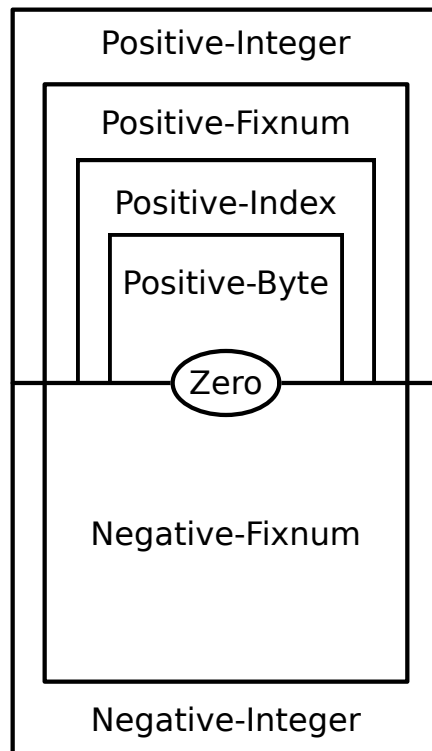 Positive-Integer
Positive-Fixnum
Positive-Index
Positive-Byte
Zero
Negative-Fixnum
Negative-Integer